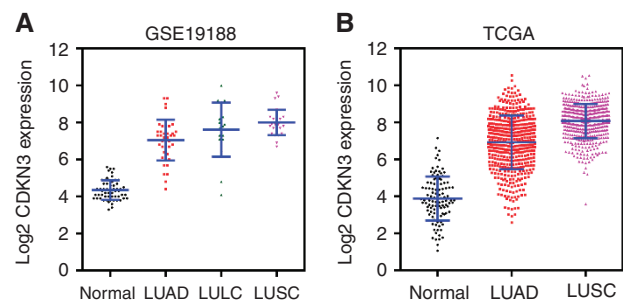 A
GSE19188
Log2 CDKN3 expression
12
10
8
6
4
2
0
Normal LUAD LULC LUSC
B
TCGA
Log2 CDKN3 expression
12
10
8
6
4
2
0
Normal LUAD LUSC